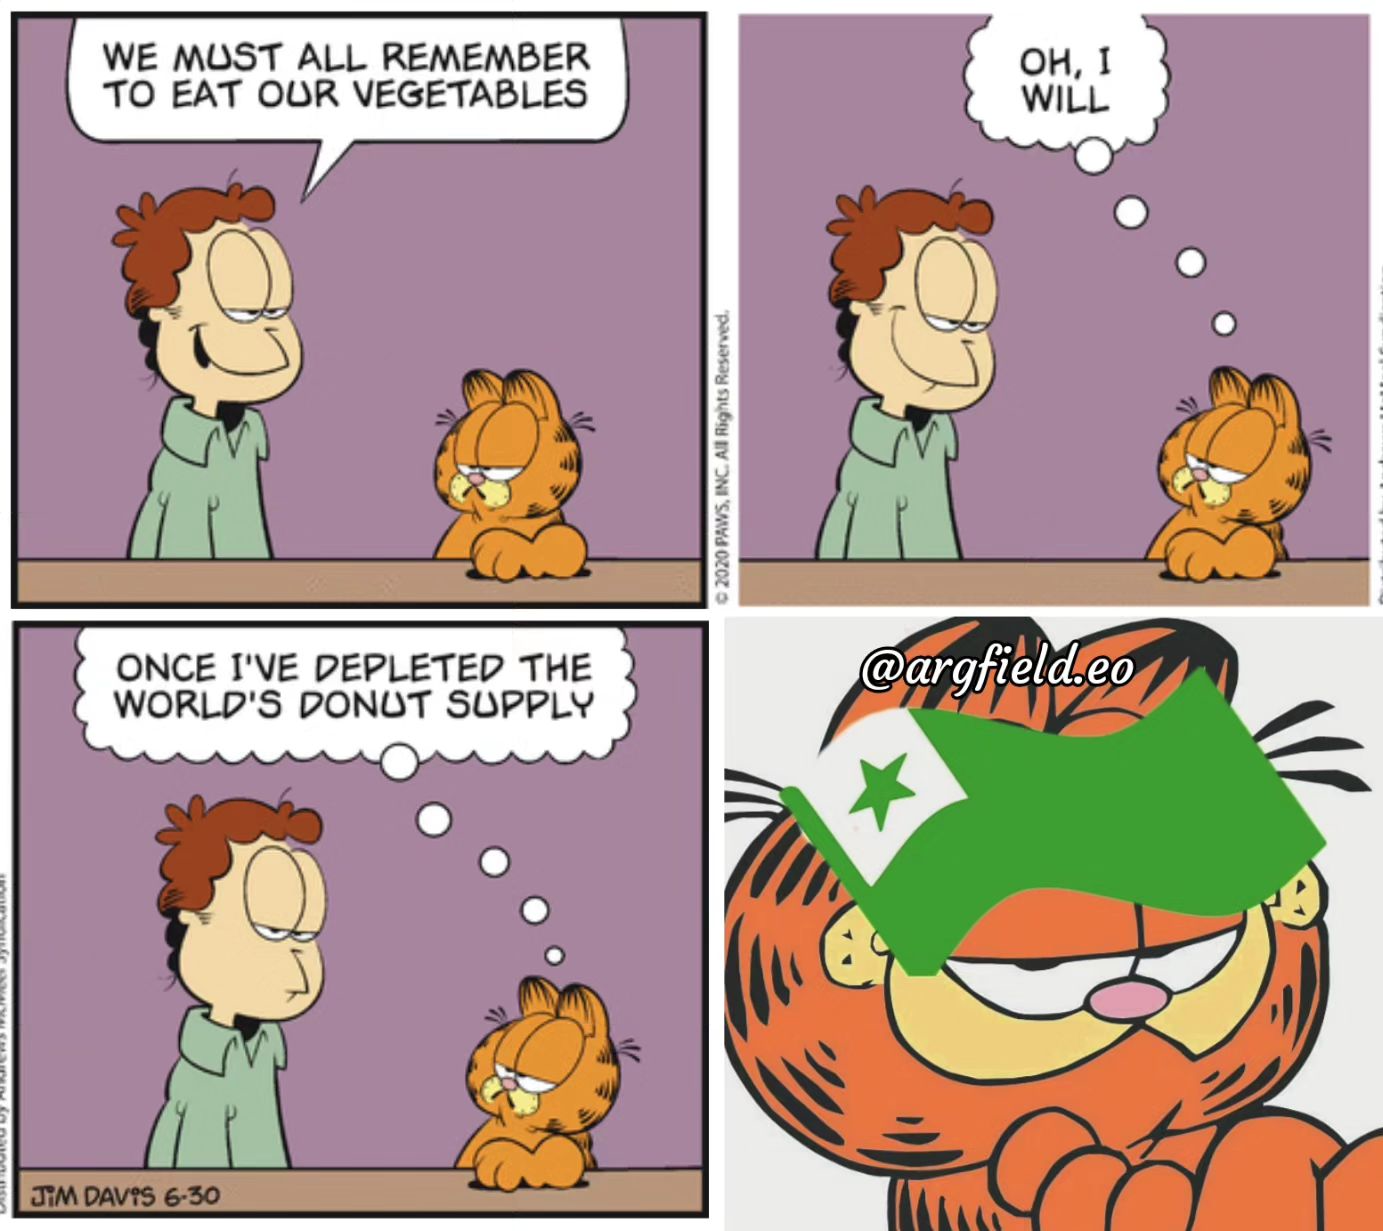 WE MUST ALL REMEMBER
TO EAT OUR VEGETABLES
OH, I
WILL
© 2020 PAWS, INC. All Rights Reserved.
ONCE I'VE DEPLETED THE
WORLD'S DONUT SUPPLY
JIM DAVIS 6-30
@argfield.eo